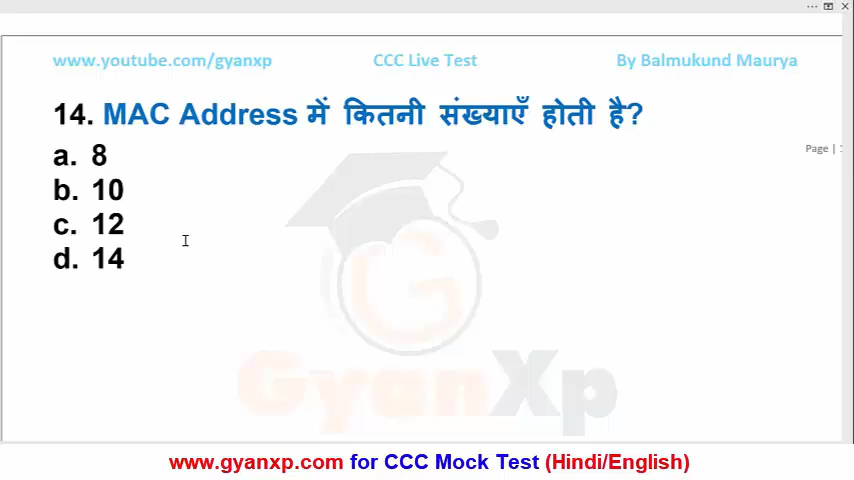 www.youtube.com/gyanxp CCC Live Test By Balmukund Maurya
14. MAC Address में कितनी संख्याएँ होती है?
Page |
a. 8
b. 10
c. 12
d. 14
GyanXp
www.gyanxp.com for CCC Mock Test (Hindi/English)